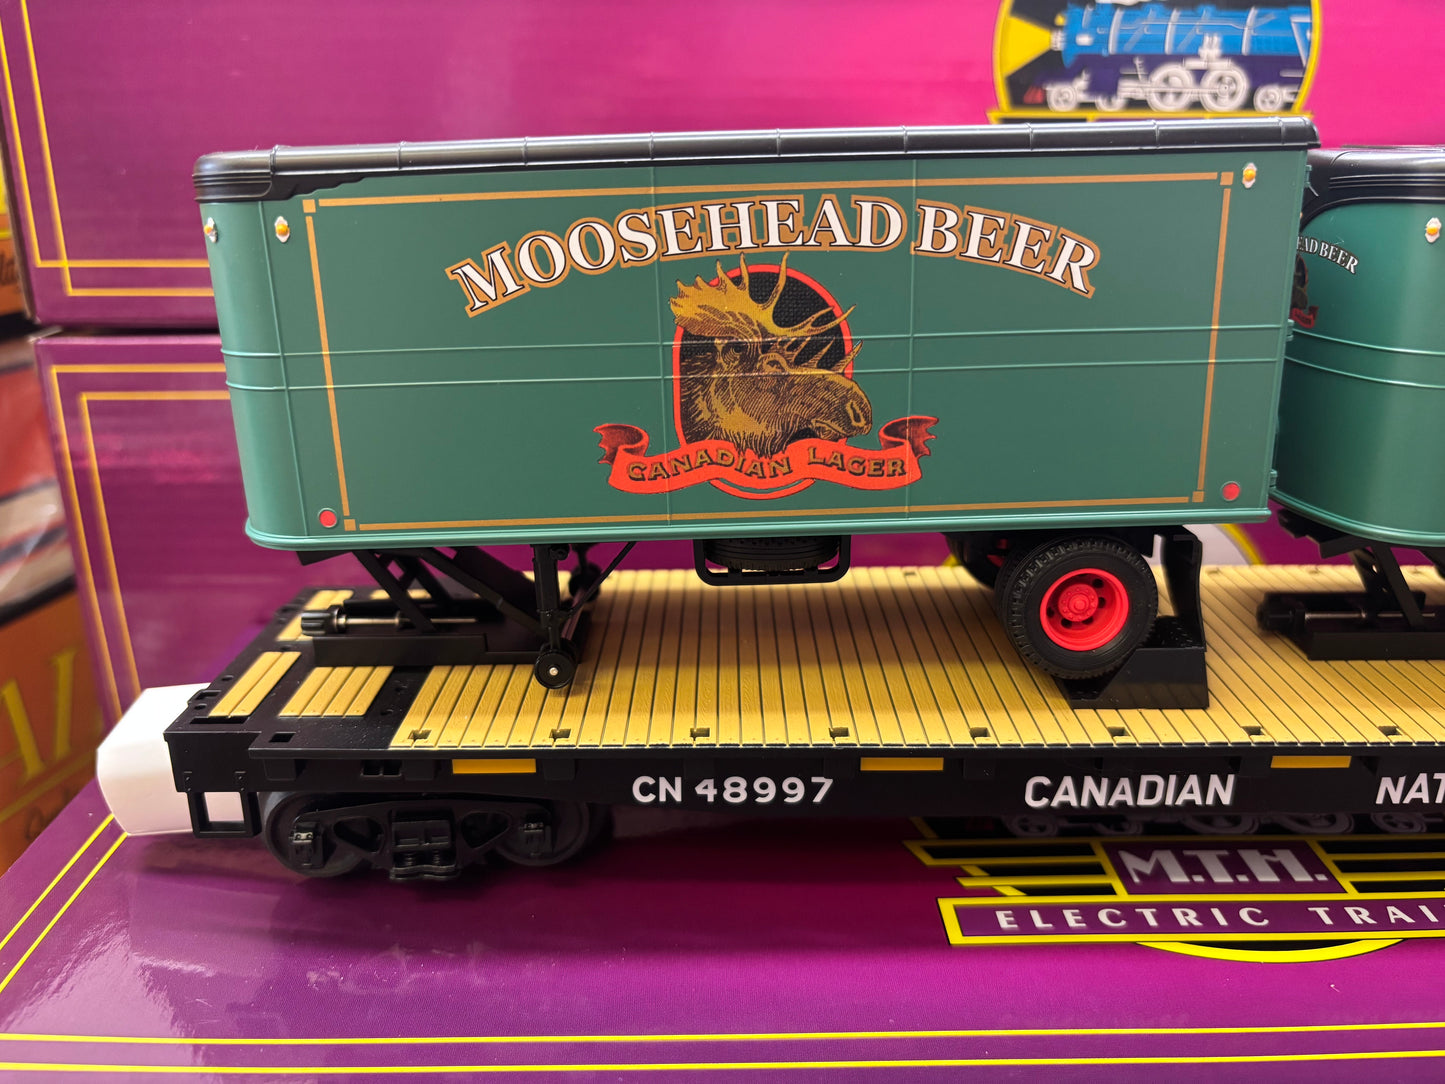 MOOSEHEAD BEER
CANADIAN LAGER
EAD BEER
CN 48997
CANADIAN NAT
M.T.H.
ELECTRIC TRAI